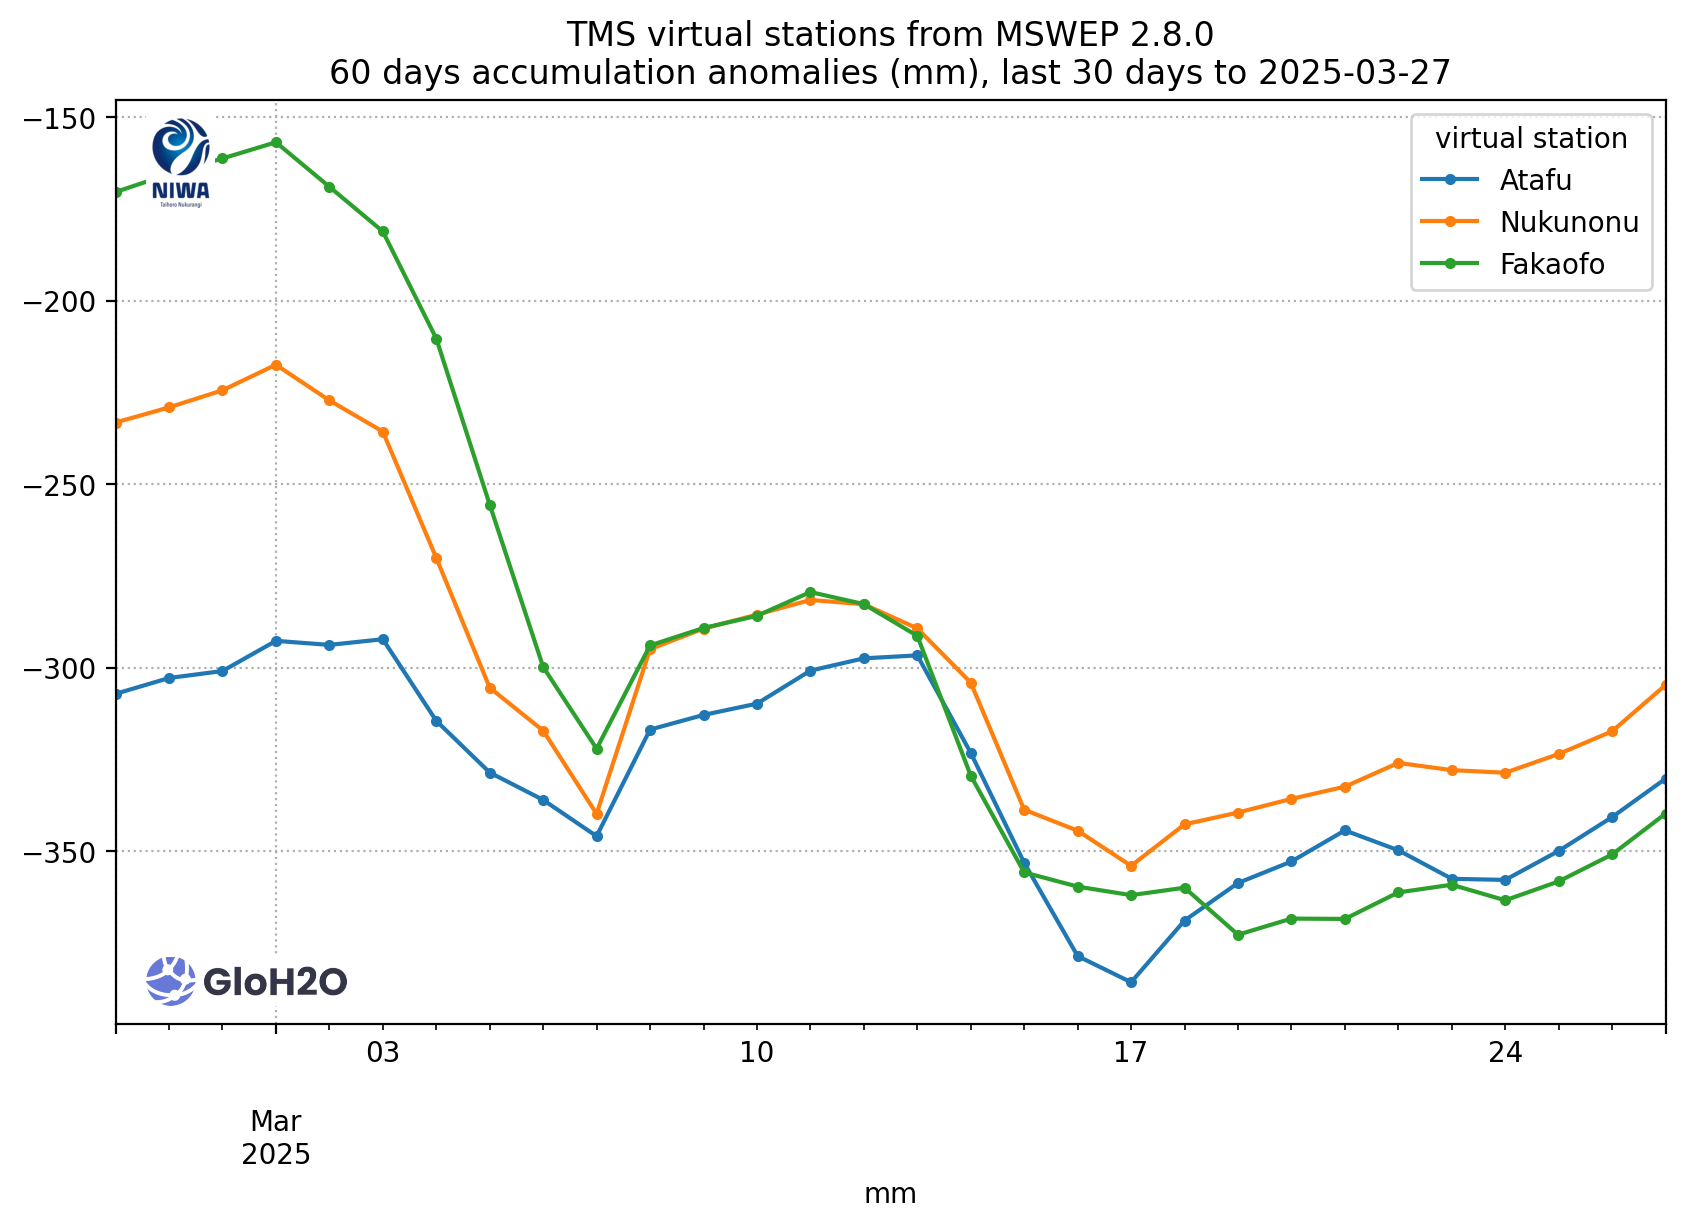 TMS virtual stations from MSWEP 2.8.0
60 days accumulation anomalies (mm), last 30 days to 2025-03-27
−150
−200
−250
−300
−350
NIWA
Taihoro Nukurangi
virtual station
Atafu
Nukunonu
Fakaofo
GloH2O
03
10
17
24
Mar
2025
mm